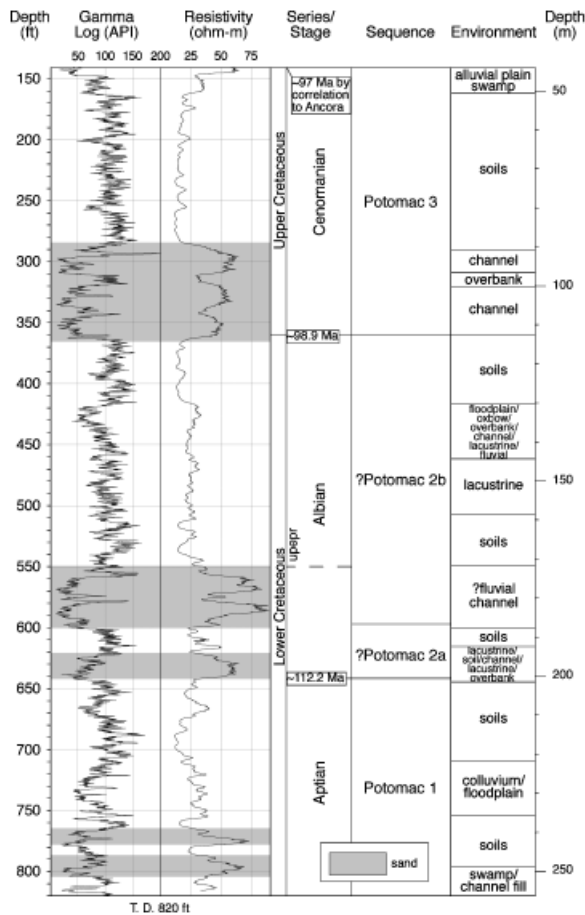 Depth
(ft)
Gamma
Log (API)
Resistivity
(ohm-m)
Series/
Stage
Sequence
Environment
Depth
(m)
50 100 150 200
25 50 75
150
200
250
300
350
400
450
500
550
600
650
700
750
800
Upper Cretaceous
Lower Cretaceous
~97 Ma by
correlation
to Ancora
Cenomanian
~98.9 Ma
Albian
upepr
~112.2 Ma
Aptian
Potomac 3
?Potomac 2b
?Potomac 2a
Potomac 1
alluvial plain
swamp
soils
channel
overbank
channel
soils
floodplain/
oxbow/
overbank/
channel/
lacustrine/
fluvial
lacustrine
soils
?fluvial
channel
soils
lacustrine/
soil/channel/
lacustrine/
overbank
soils
colluvium/
floodplain
soils
swamp/
channel fill
50
100
150
200
250
sand
T. D. 820 ft